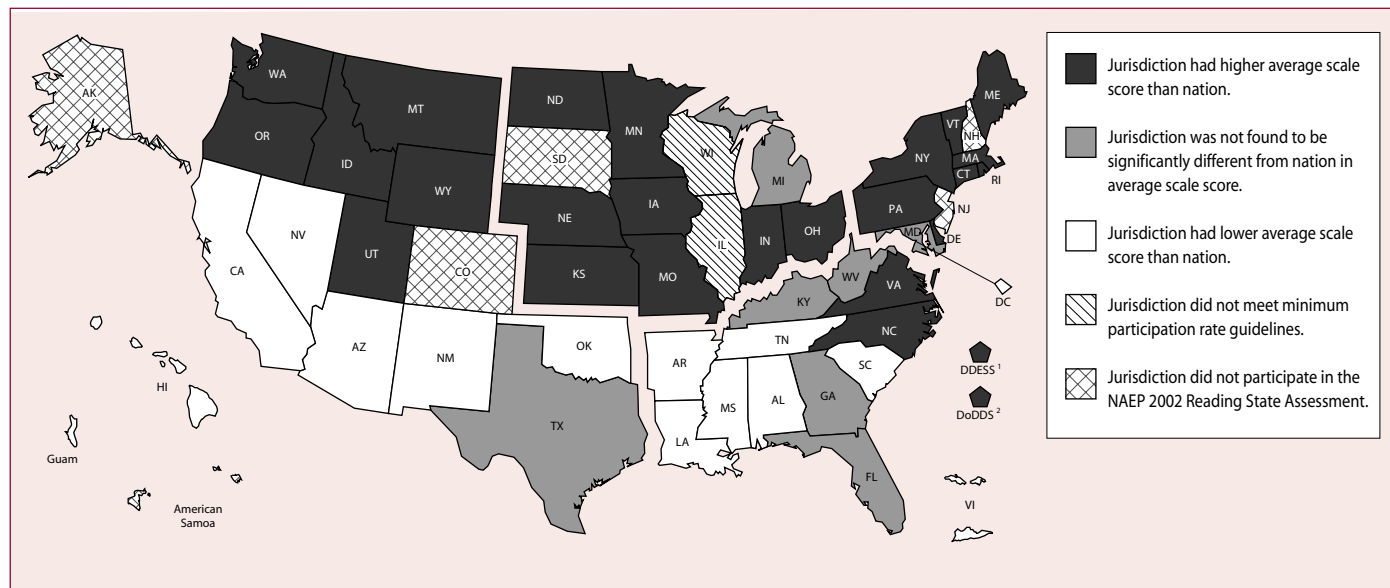 AK
WA
MT
ND
MN
ME
VT
NH
OR
ID
SD
WI
NY
MA
CT
RI
WY
MI
IA
PA
NJ
NE
NV
UT
CO
IL
IN
OH
MD
DE
CA
KS
MO
WV
VA
DC
KY
NC
AZ
NM
OK
AR
TN
SC
HI
MS
AL
GA
TX
LA
FL
DDESS 1
DoDDS 2
Guam
American
Samoa
VI
Jurisdiction had higher average scale
score than nation.
Jurisdiction was not found to be
significantly different from nation in
average scale score.
Jurisdiction had lower average scale
score than nation.
Jurisdiction did not meet minimum
participation rate guidelines.
Jurisdiction did not participate in the
NAEP 2002 Reading State Assessment.